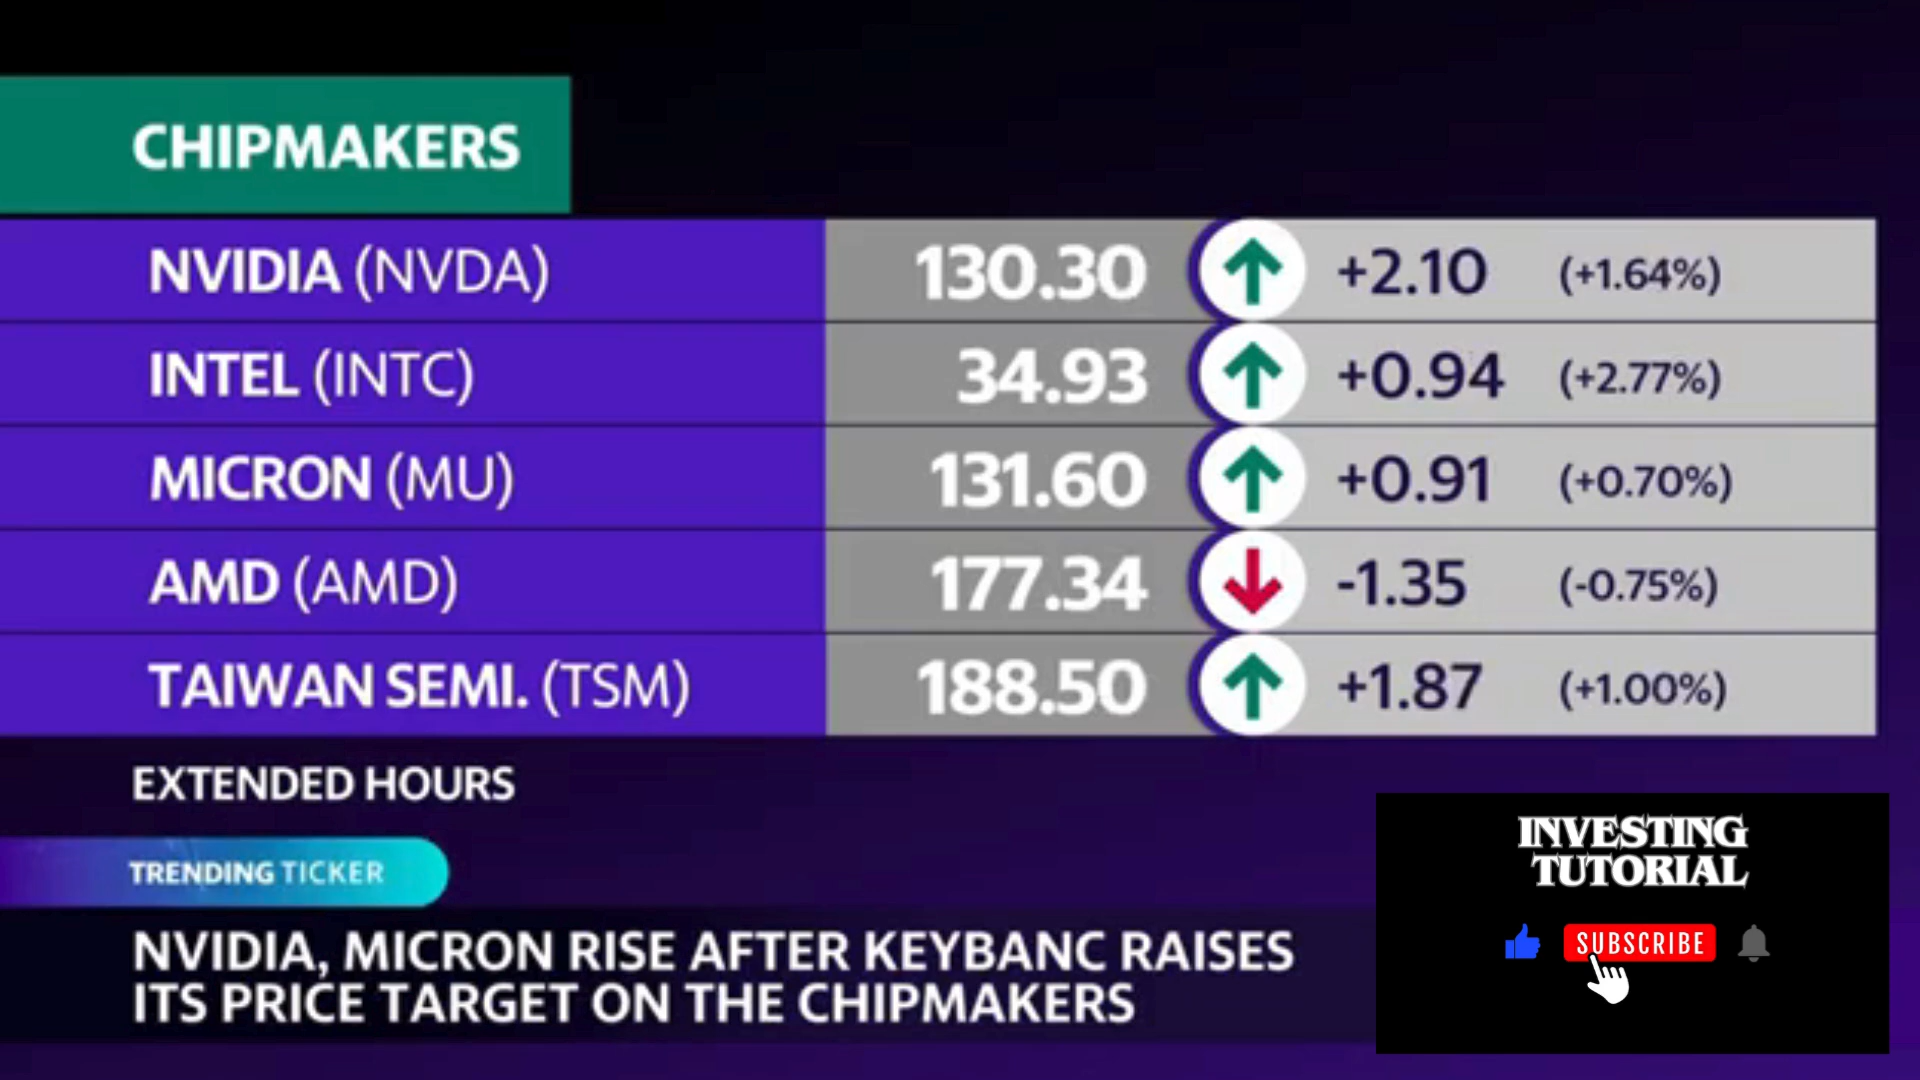 CHIPMAKERS
NVIDIA (NVDA) 130.30 +2.10 (+1.64%)
INTEL (INTC) 34.93 +0.94 (+2.77%)
MICRON (MU) 131.60 +0.91 (+0.70%)
AMD (AMD) 177.34 -1.35 (-0.75%)
TAIWAN SEMI. (TSM) 188.50 +1.87 (+1.00%)
EXTENDED HOURS
TRENDING TICKER
NVIDIA, MICRON RISE AFTER KEYBANC RAISES
ITS PRICE TARGET ON THE CHIPMAKERS
INVESTING
TUTORIAL
SUBSCRIBE